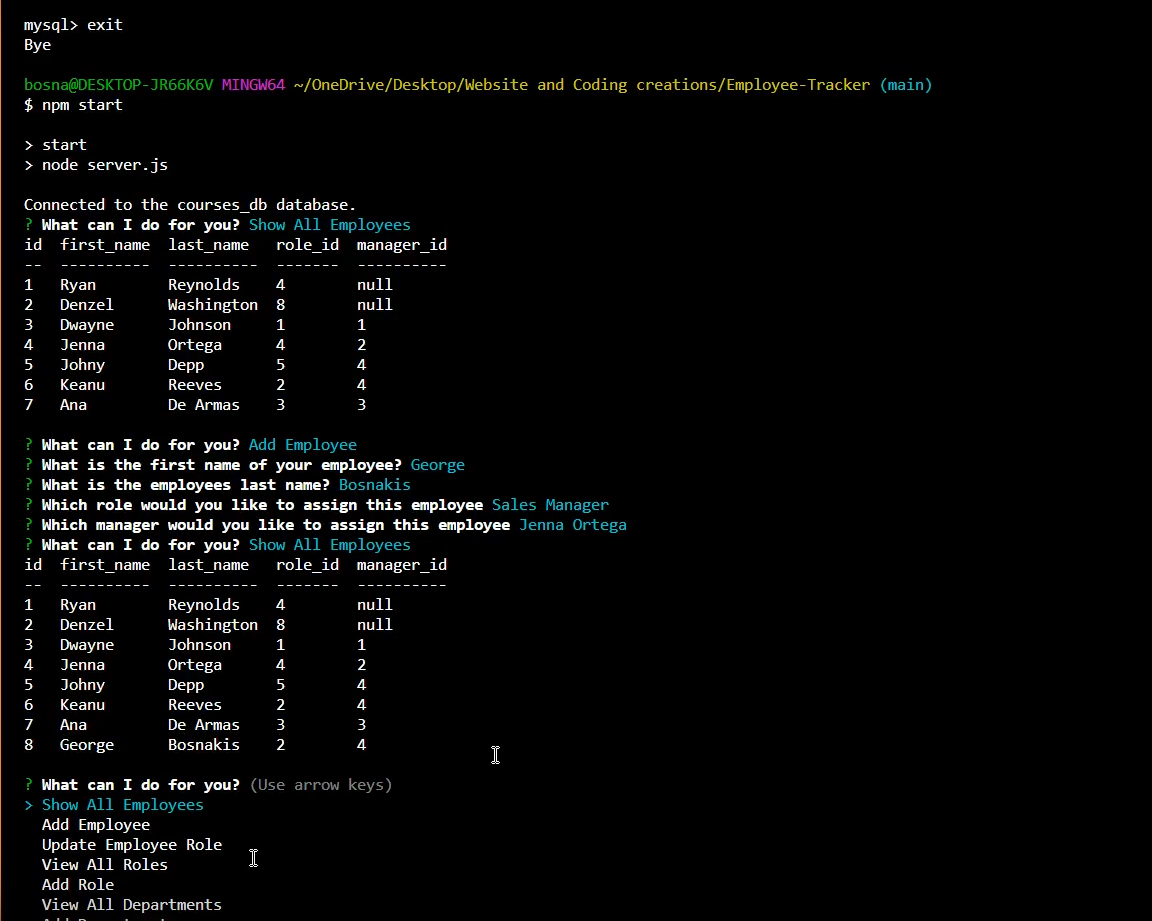 mysql> exit
Bye
bosna@DESKTOP-JR66K6V MINGW64 ~/OneDrive/Desktop/Website and Coding creations/Employee-Tracker (main)
$ npm start
> start
> node server.js
Connected to the courses_db database.
? What can I do for you? Show All Employees
id  first_name  last_name   role_id  manager_id
--  ----------  ----------  -------  ----------
1   Ryan        Reynolds    4        null
2   Denzel      Washington  8        null
3   Dwayne      Johnson     1        1
4   Jenna       Ortega      4        2
5   Johny       Depp        5        4
6   Keanu       Reeves      2        4
7   Ana         De Armas    3        3
? What can I do for you? Add Employee
? What is the first name of your employee? George
? What is the employees last name? Bosnakis
? Which role would you like to assign this employee Sales Manager
? Which manager would you like to assign this employee Jenna Ortega
? What can I do for you? Show All Employees
id  first_name  last_name   role_id  manager_id
--  ----------  ----------  -------  ----------
1   Ryan        Reynolds    4        null
2   Denzel      Washington  8        null
3   Dwayne      Johnson     1        1
4   Jenna       Ortega      4        2
5   Johny       Depp        5        4
6   Keanu       Reeves      2        4
7   Ana         De Armas    3        3
8   George      Bosnakis    2        4
? What can I do for you? (Use arrow keys)
> Show All Employees
Add Employee
Update Employee Role
View All Roles
Add Role
View All Departments